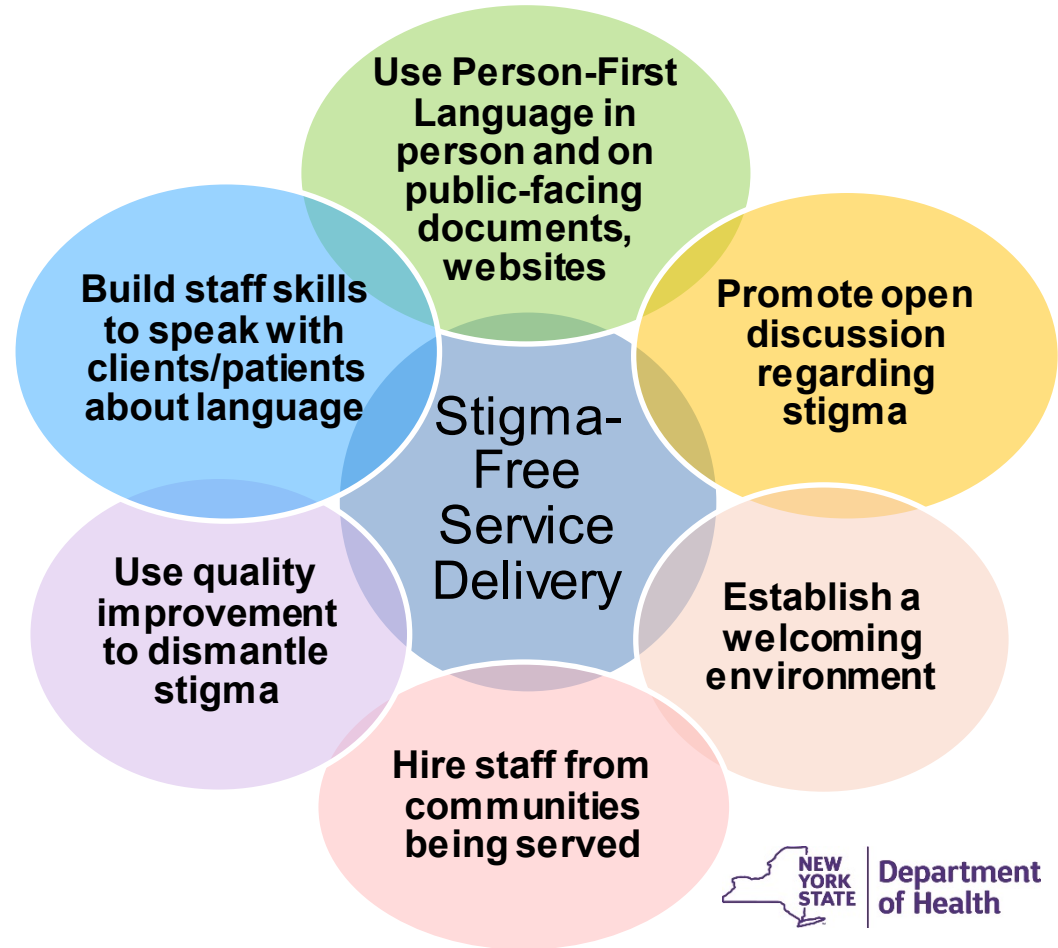 Use Person-First
Language in
person and on
public-facing
documents,
websites
Promote open
discussion
regarding
stigma
Establish a
welcoming
environment
Hire staff from
communities
being served
Use quality
improvement
to dismantle
stigma
Build staff skills
to speak with
clients/patients
about language
Stigma-
Free
Service
Delivery
NEW
YORK
STATE
Department
of Health